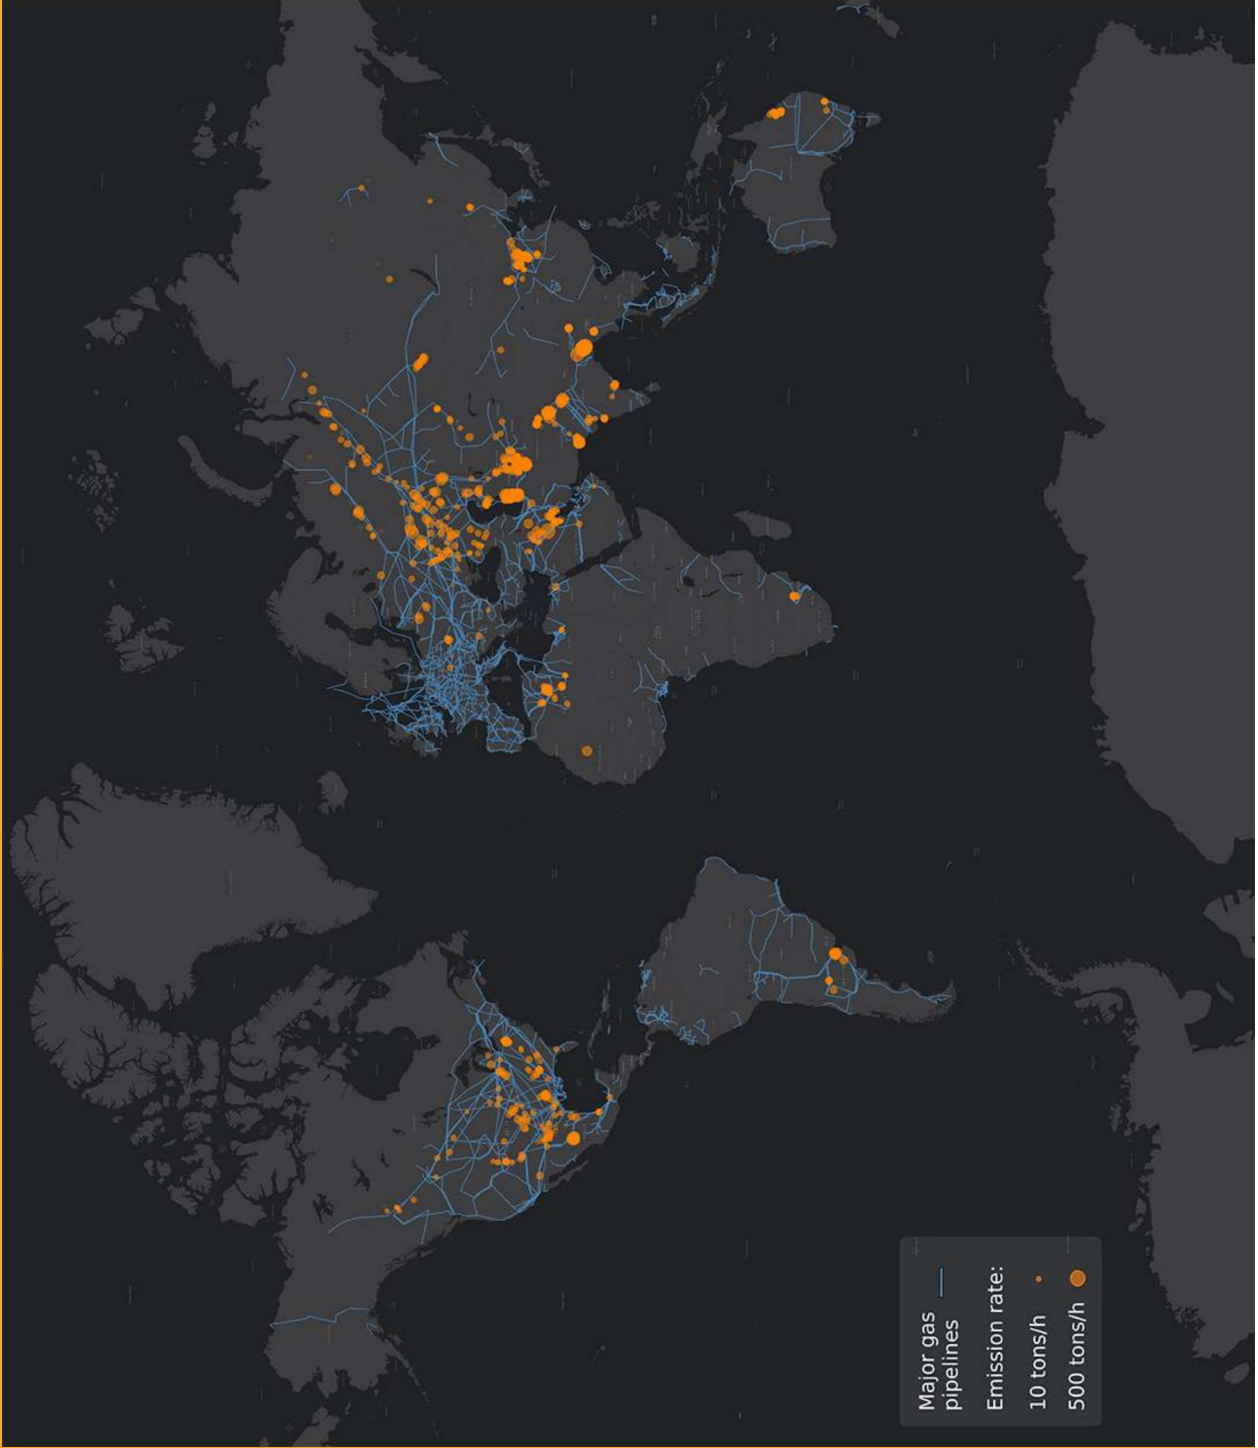 Major gas
pipelines
Emission rate:
10 tons/h
500 tons/h